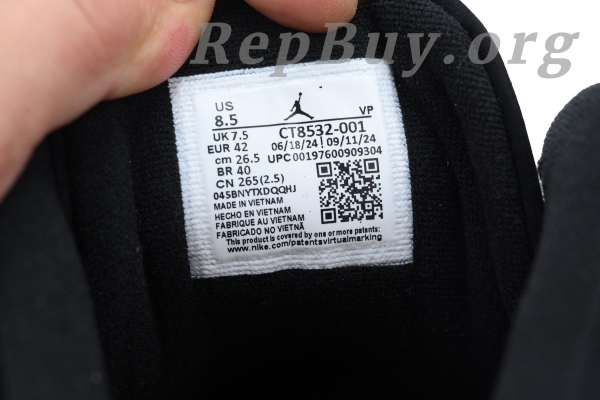 RepBuy.org
US
8.5 VP
UK 7.5 CT8532-001
EUR 42 06/18/24 09/11/24
cm 26.5 UPC00197600909304
BR 40
CN 265(2.5)
045BNYTXDQQHJ
MADE IN VIETNAM
HECHO EN VIETNAM
FABRIQUE AU VIETNAM
FABRICADO NO VIETNÃ
This product is covered by one or more patents see
www.nike.com/patentsvirtualmarking